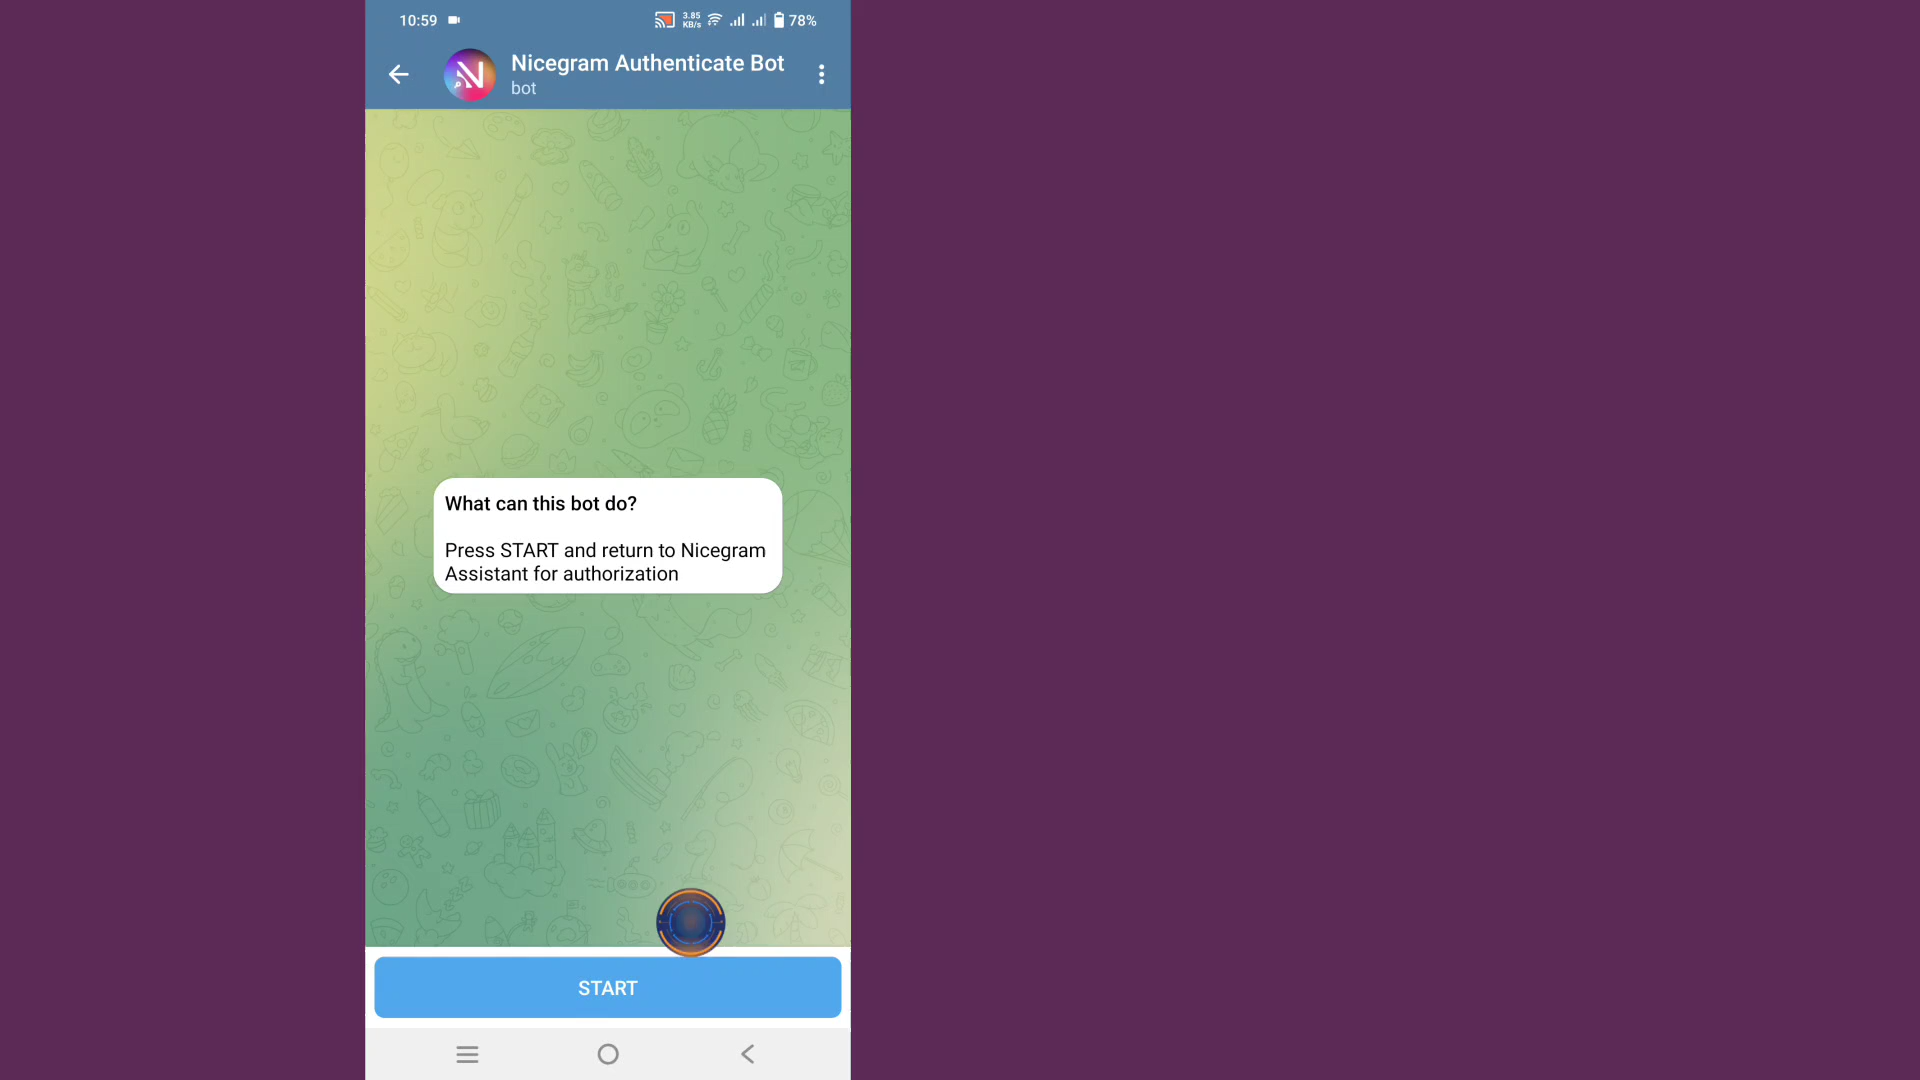 10:59
3.85
KB/s
78%
Nicegram Authenticate Bot
bot
What can this bot do?
Press START and return to Nicegram
Assistant for authorization
START